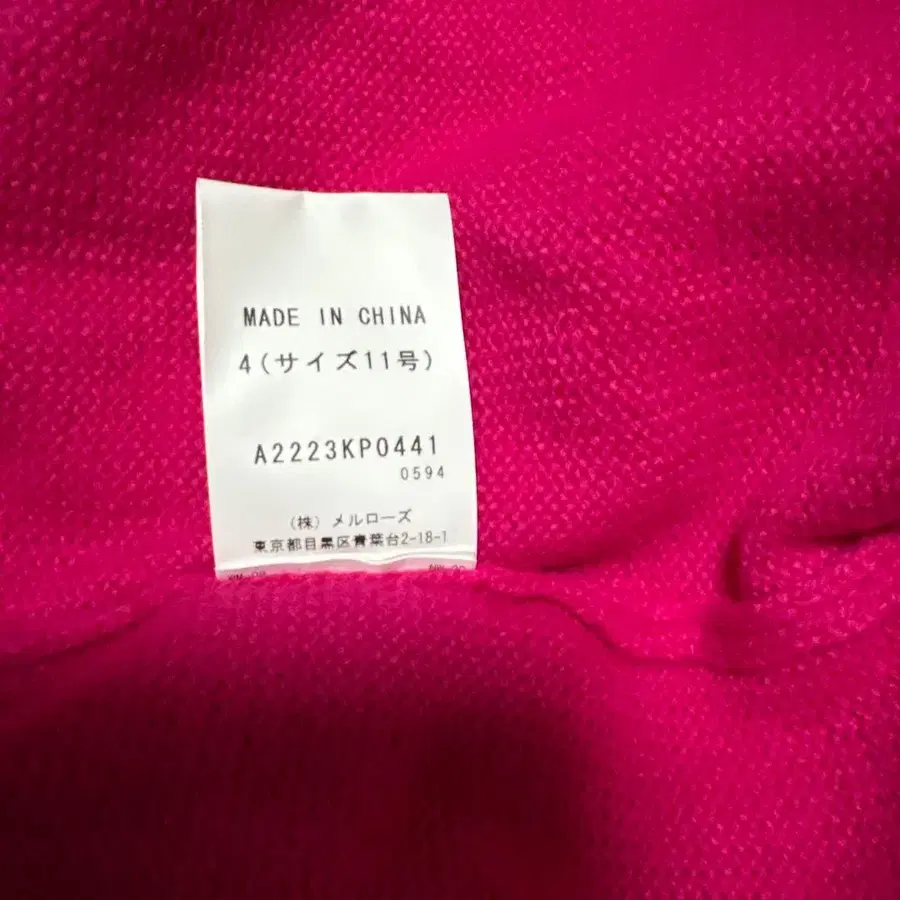 MADE IN CHINA
4(サイズ11号)
A2223KP0441
0594
(株) メルローズ
東京都目黒区青葉台2-18-1